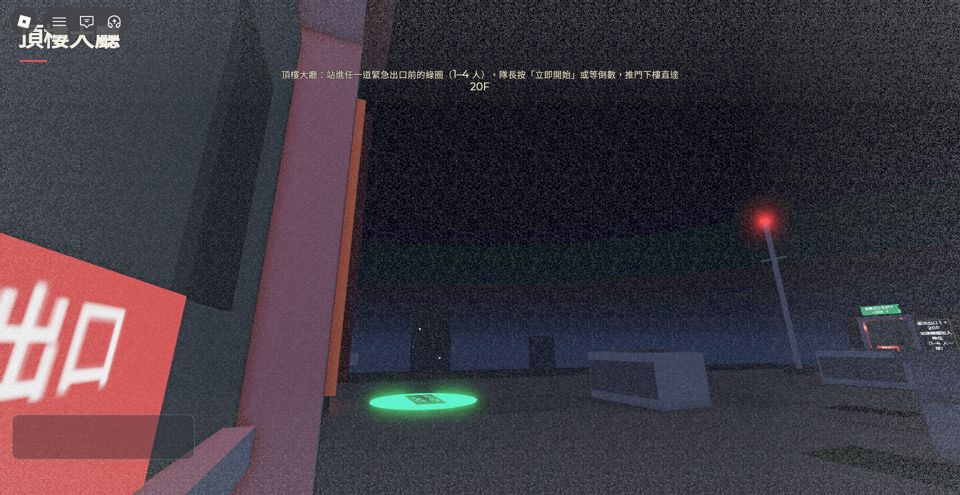 頂樓大廳
頂樓大廳：站進任一道緊急出口前的綠圈（1–4 人），隊長按「立即開始」或等倒數，推門下樓直達
20F
出口